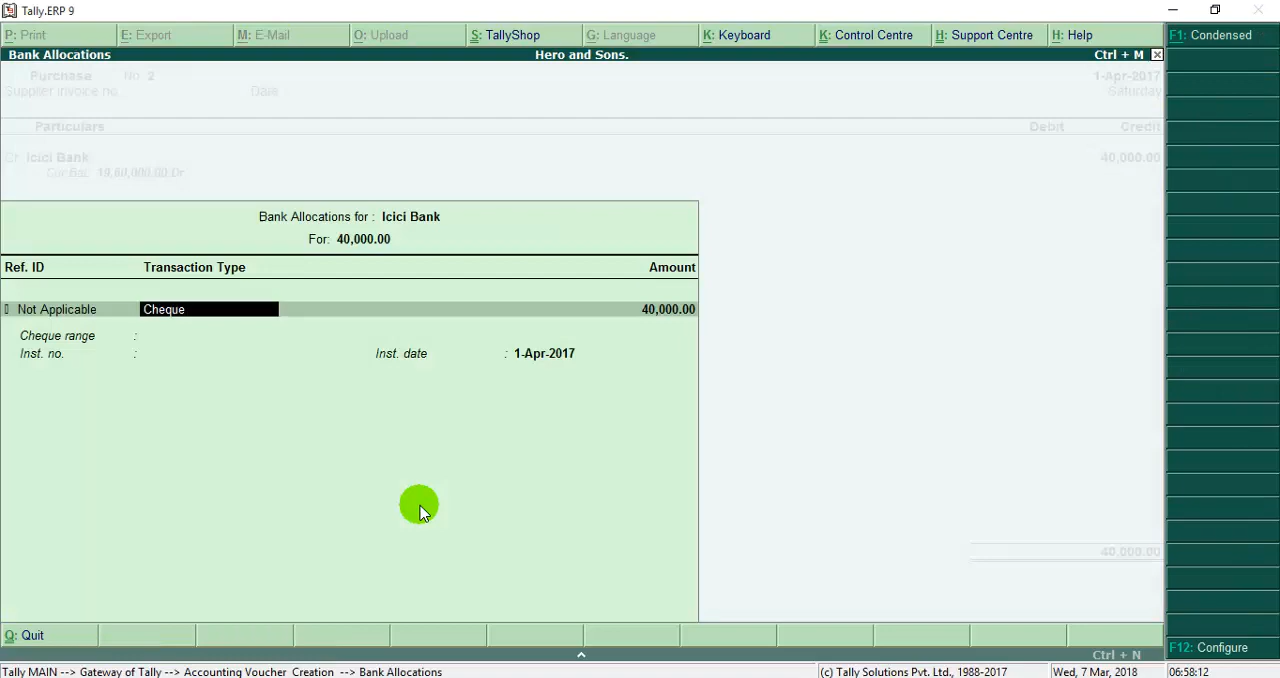 Tally.ERP 9
P: Print E: Export M: E-Mail O: Upload S: TallyShop G: Language K: Keyboard K: Control Centre H: Support Centre H: Help F1: Condensed
Bank Allocations Hero and Sons. Ctrl + M
Purchase No. 2 1-Apr-2017
Supplier invoice no. Date Saturday
Particulars Debit Credit
Cr Icici Bank 40,000.00
Cur Bal: 19,60,000.00 Dr
Bank Allocations for : Icici Bank
For: 40,000.00
Ref. ID Transaction Type Amount
Not Applicable Cheque 40,000.00
Cheque range :
Inst. no. : Inst. date : 1-Apr-2017
40,000.00
Q: Quit
F12: Configure
Ctrl + N
Tally MAIN --> Gateway of Tally --> Accounting Voucher Creation --> Bank Allocations (c) Tally Solutions Pvt. Ltd., 1988-2017 Wed, 7 Mar, 2018 06:58:12